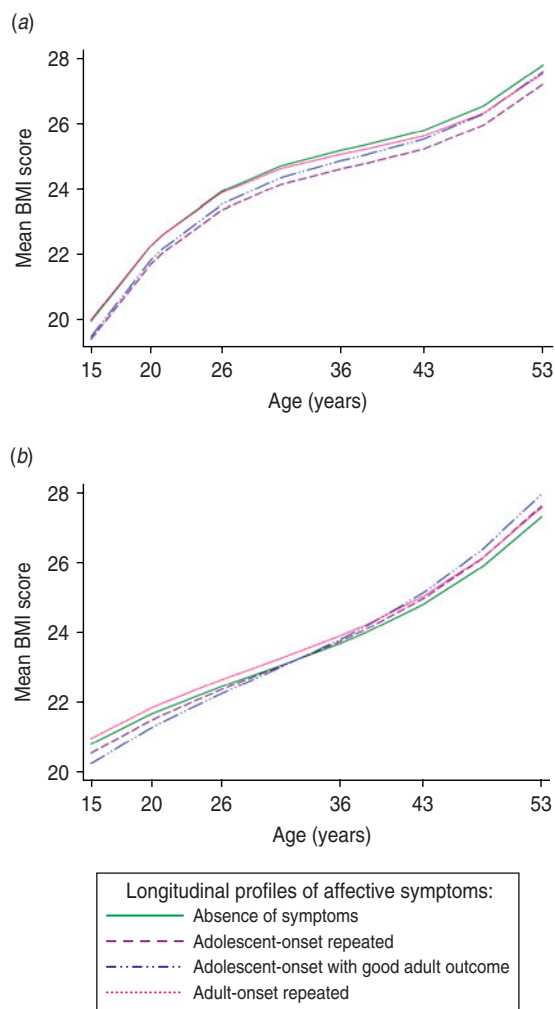 (a)
28
26
24
22
20
Mean BMI score
15 20 26 36 43 53
Age (years)
(b)
28
26
24
22
20
Mean BMI score
15 20 26 36 43 53
Age (years)
Longitudinal profiles of affective symptoms:
Absence of symptoms
Adolescent-onset repeated
Adolescent-onset with good adult outcome
Adult-onset repeated